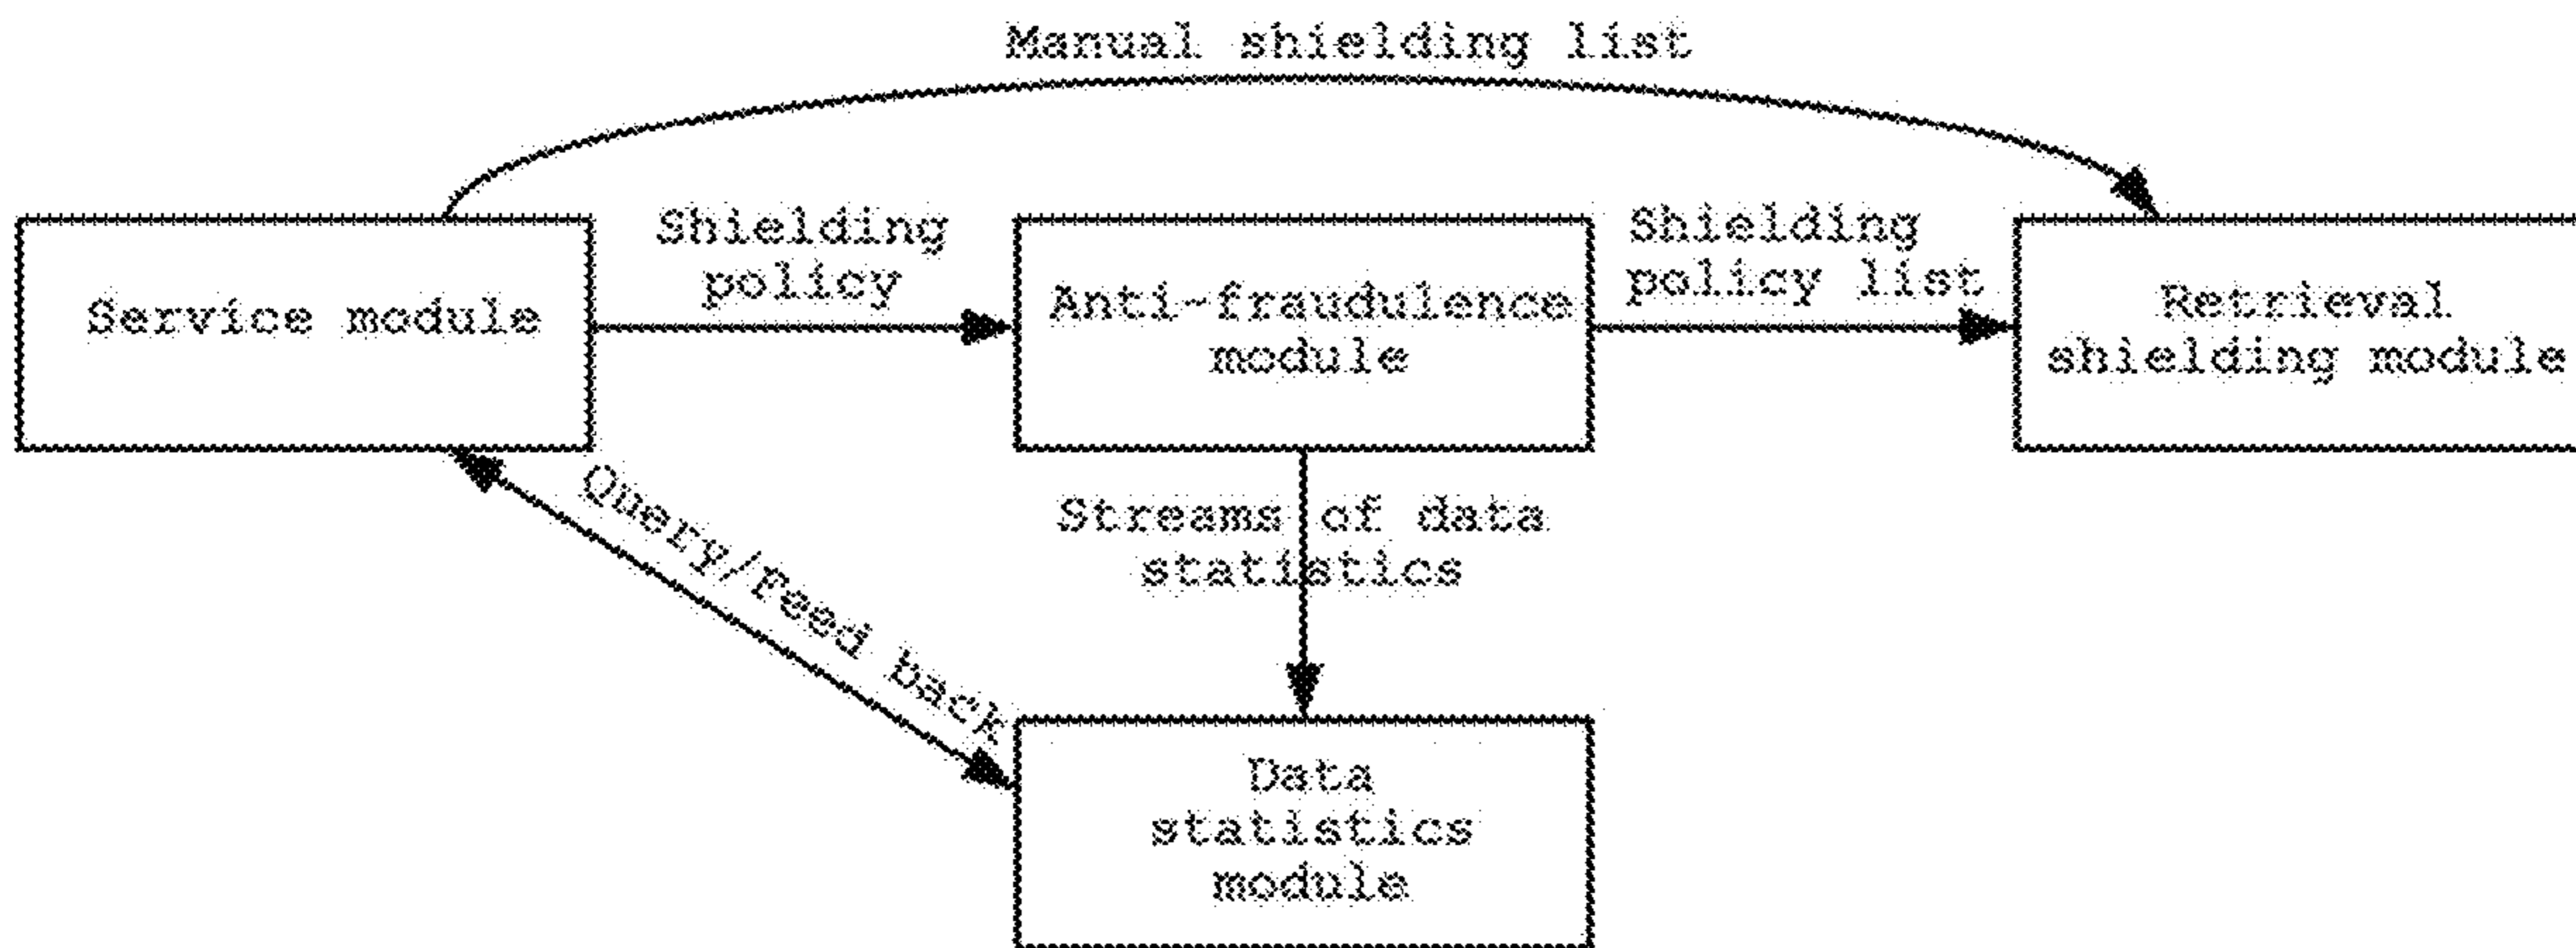 Manual shielding list
Shielding
policy
Shielding
policy list
Service module
Anti-fraudulence
module
Retrieval
shielding module
Query/Feed back
Streams of data
statistics
Data
statistics
module